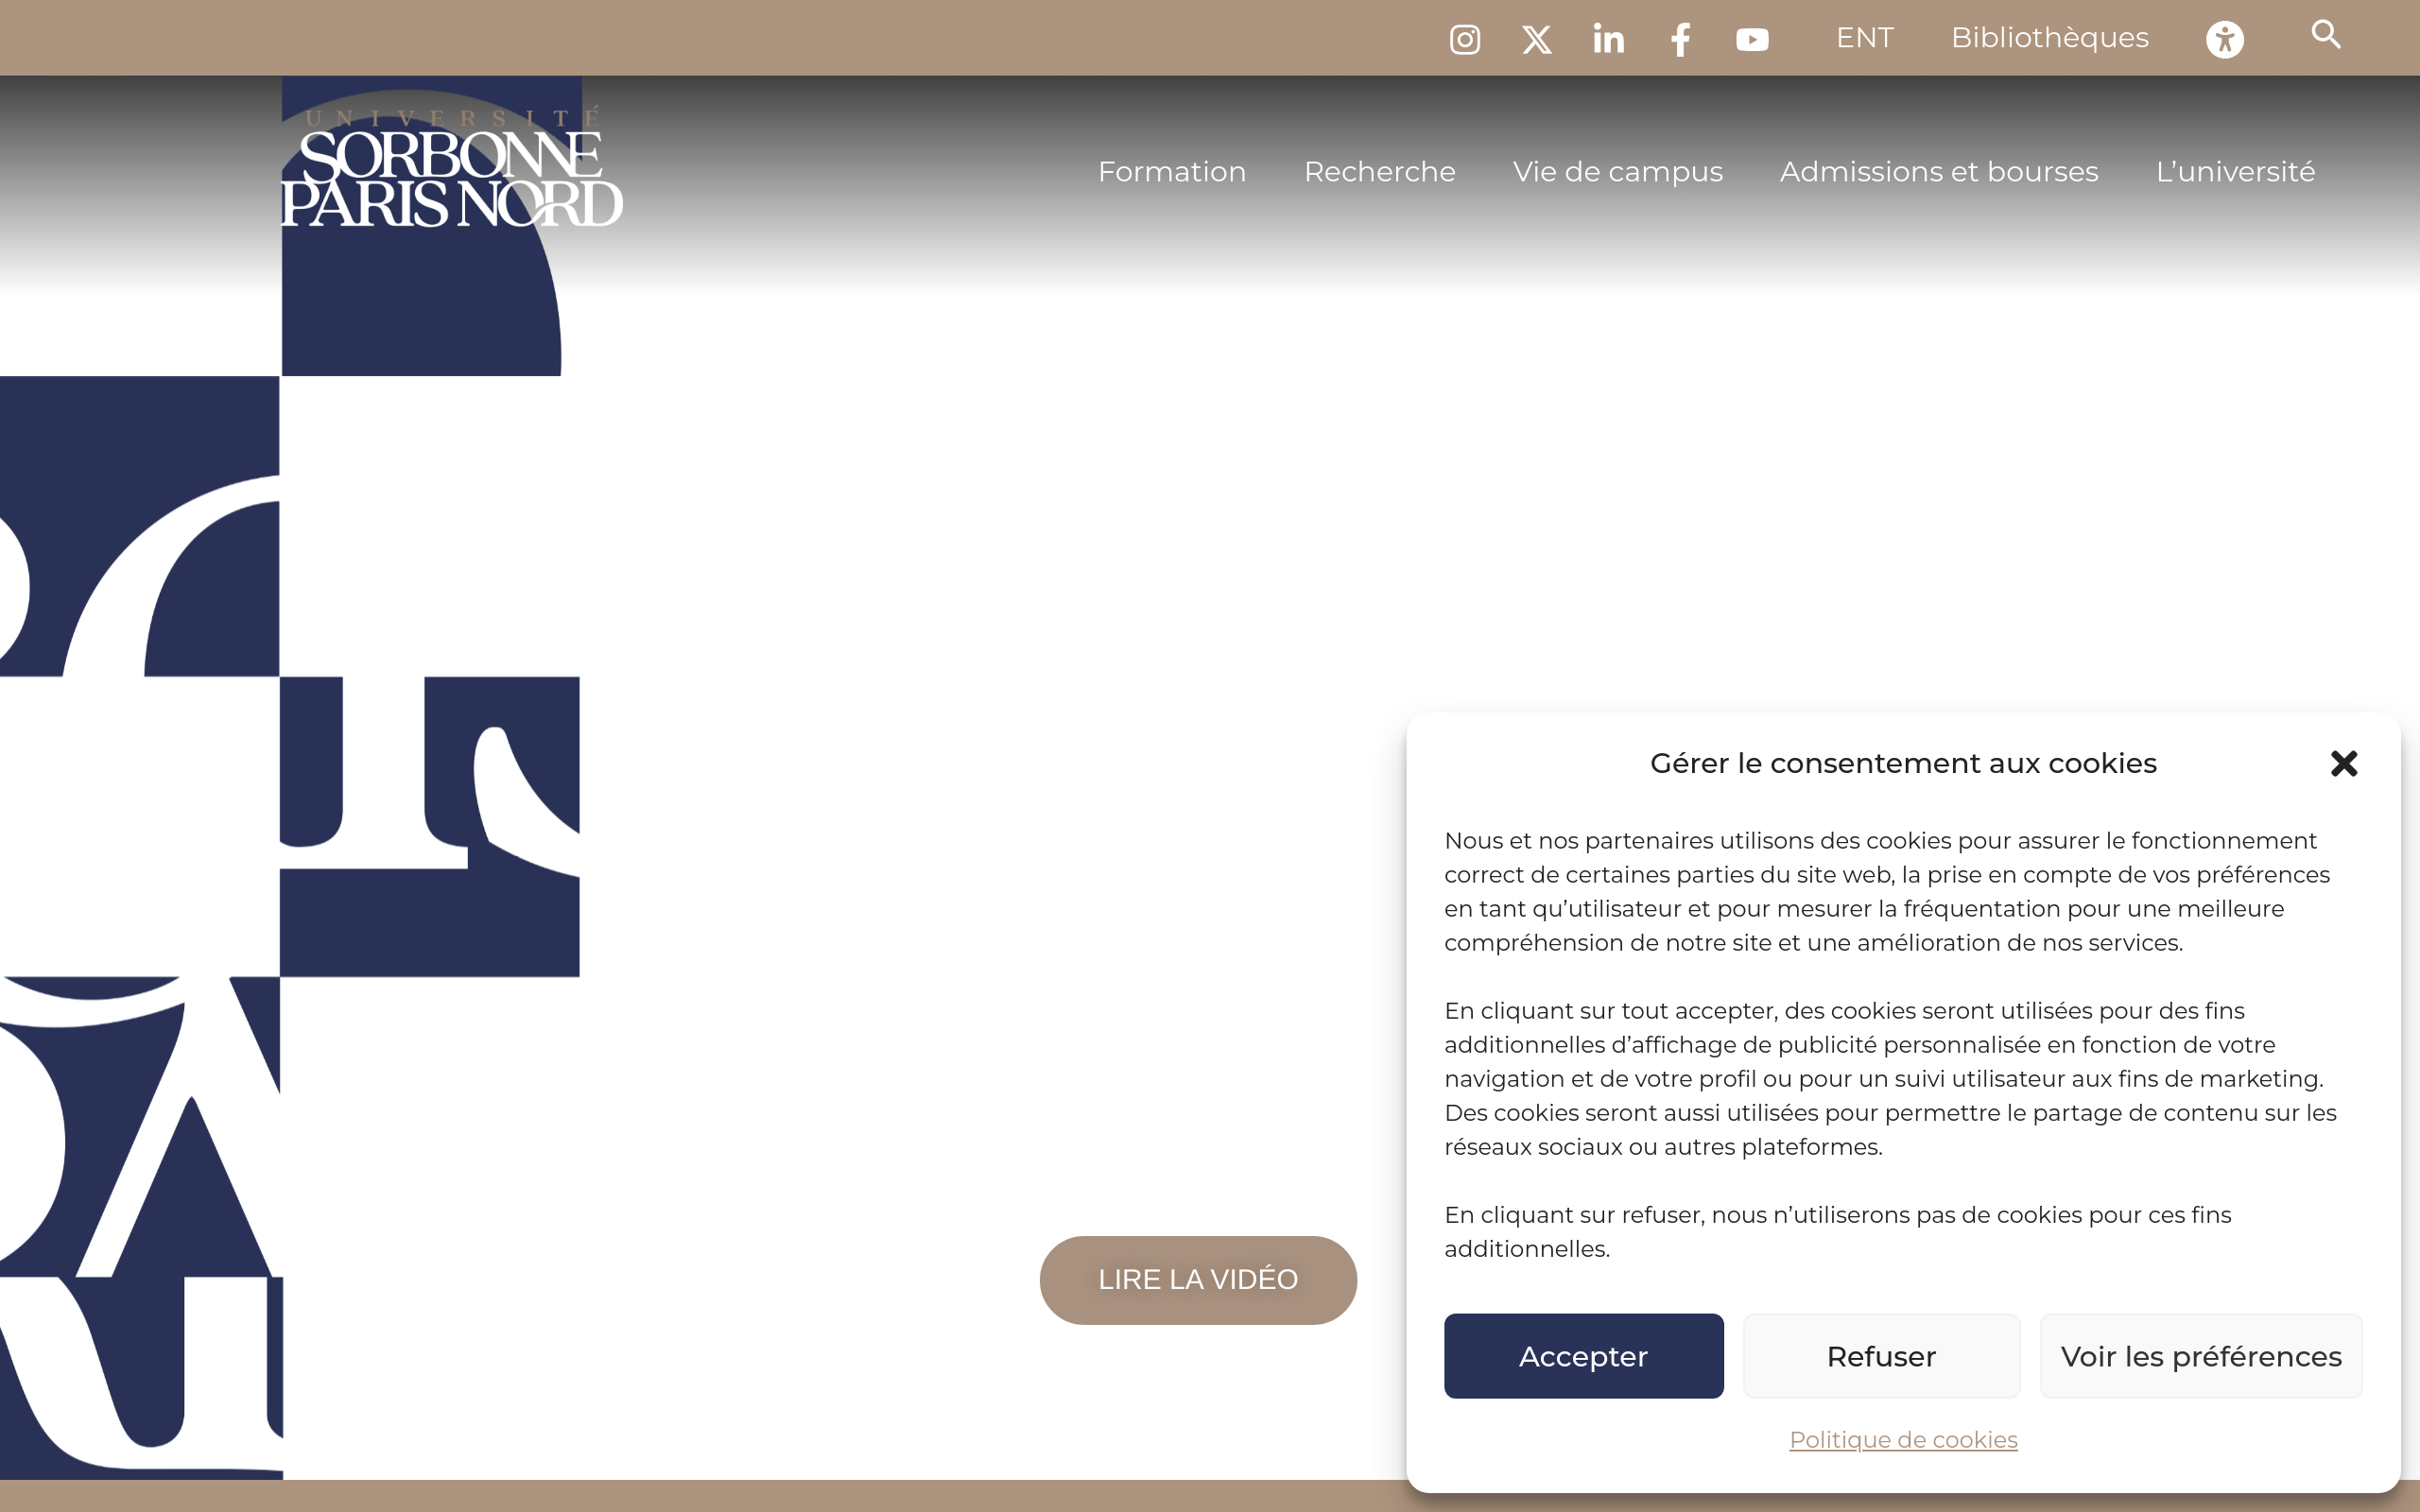 ENT
Bibliothèques
UNIVERSITÉ
SORBONNE
PARIS NORD
Formation
Recherche
Vie de campus
Admissions et bourses
L’université
Gérer le consentement aux cookies
Nous et nos partenaires utilisons des cookies pour assurer le fonctionnement
correct de certaines parties du site web, la prise en compte de vos préférences
en tant qu’utilisateur et pour mesurer la fréquentation pour une meilleure
compréhension de notre site et une amélioration de nos services.
En cliquant sur tout accepter, des cookies seront utilisées pour des fins
additionnelles d’affichage de publicité personnalisée en fonction de votre
navigation et de votre profil ou pour un suivi utilisateur aux fins de marketing.
Des cookies seront aussi utilisées pour permettre le partage de contenu sur les
réseaux sociaux ou autres plateformes.
En cliquant sur refuser, nous n’utiliserons pas de cookies pour ces fins
additionnelles.
LIRE LA VIDÉO
Accepter
Refuser
Voir les préférences
Politique de cookies